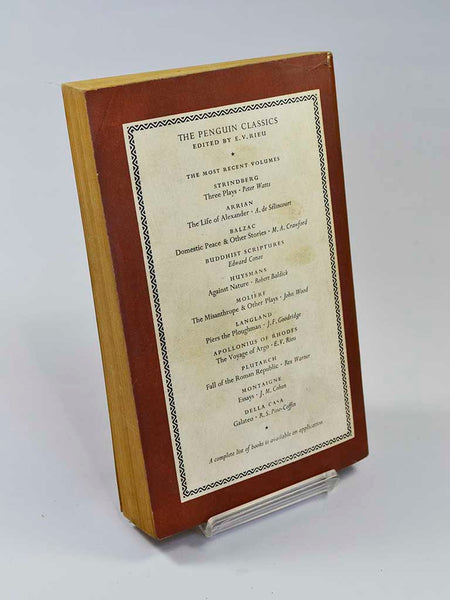 THE PENGUIN CLASSICS
EDITED BY E.V.RIEU
★
THE MOST RECENT VOLUMES
STRINDBERG
Three Plays · Peter Watts
ARRIAN
The Life of Alexander · A. de Sélincourt
BALZAC
Domestic Peace & Other Stories · M. A. Crawford
BUDDHIST SCRIPTURES
Edward Conze
HUYSMANS
Against Nature · Robert Baldick
MOLIÈRE
The Misanthrope & Other Plays · John Wood
LANGLAND
Piers the Ploughman · J. F. Goodridge
APOLLONIUS OF RHODES
The Voyage of Argo · E. V. Rieu
PLUTARCH
Fall of the Roman Republic · Rex Warner
MONTAIGNE
Essays · J. M. Cohen
DELLA CASA
Galateo · R. S. Pine-Coffin
★
A complete list of books is available on application